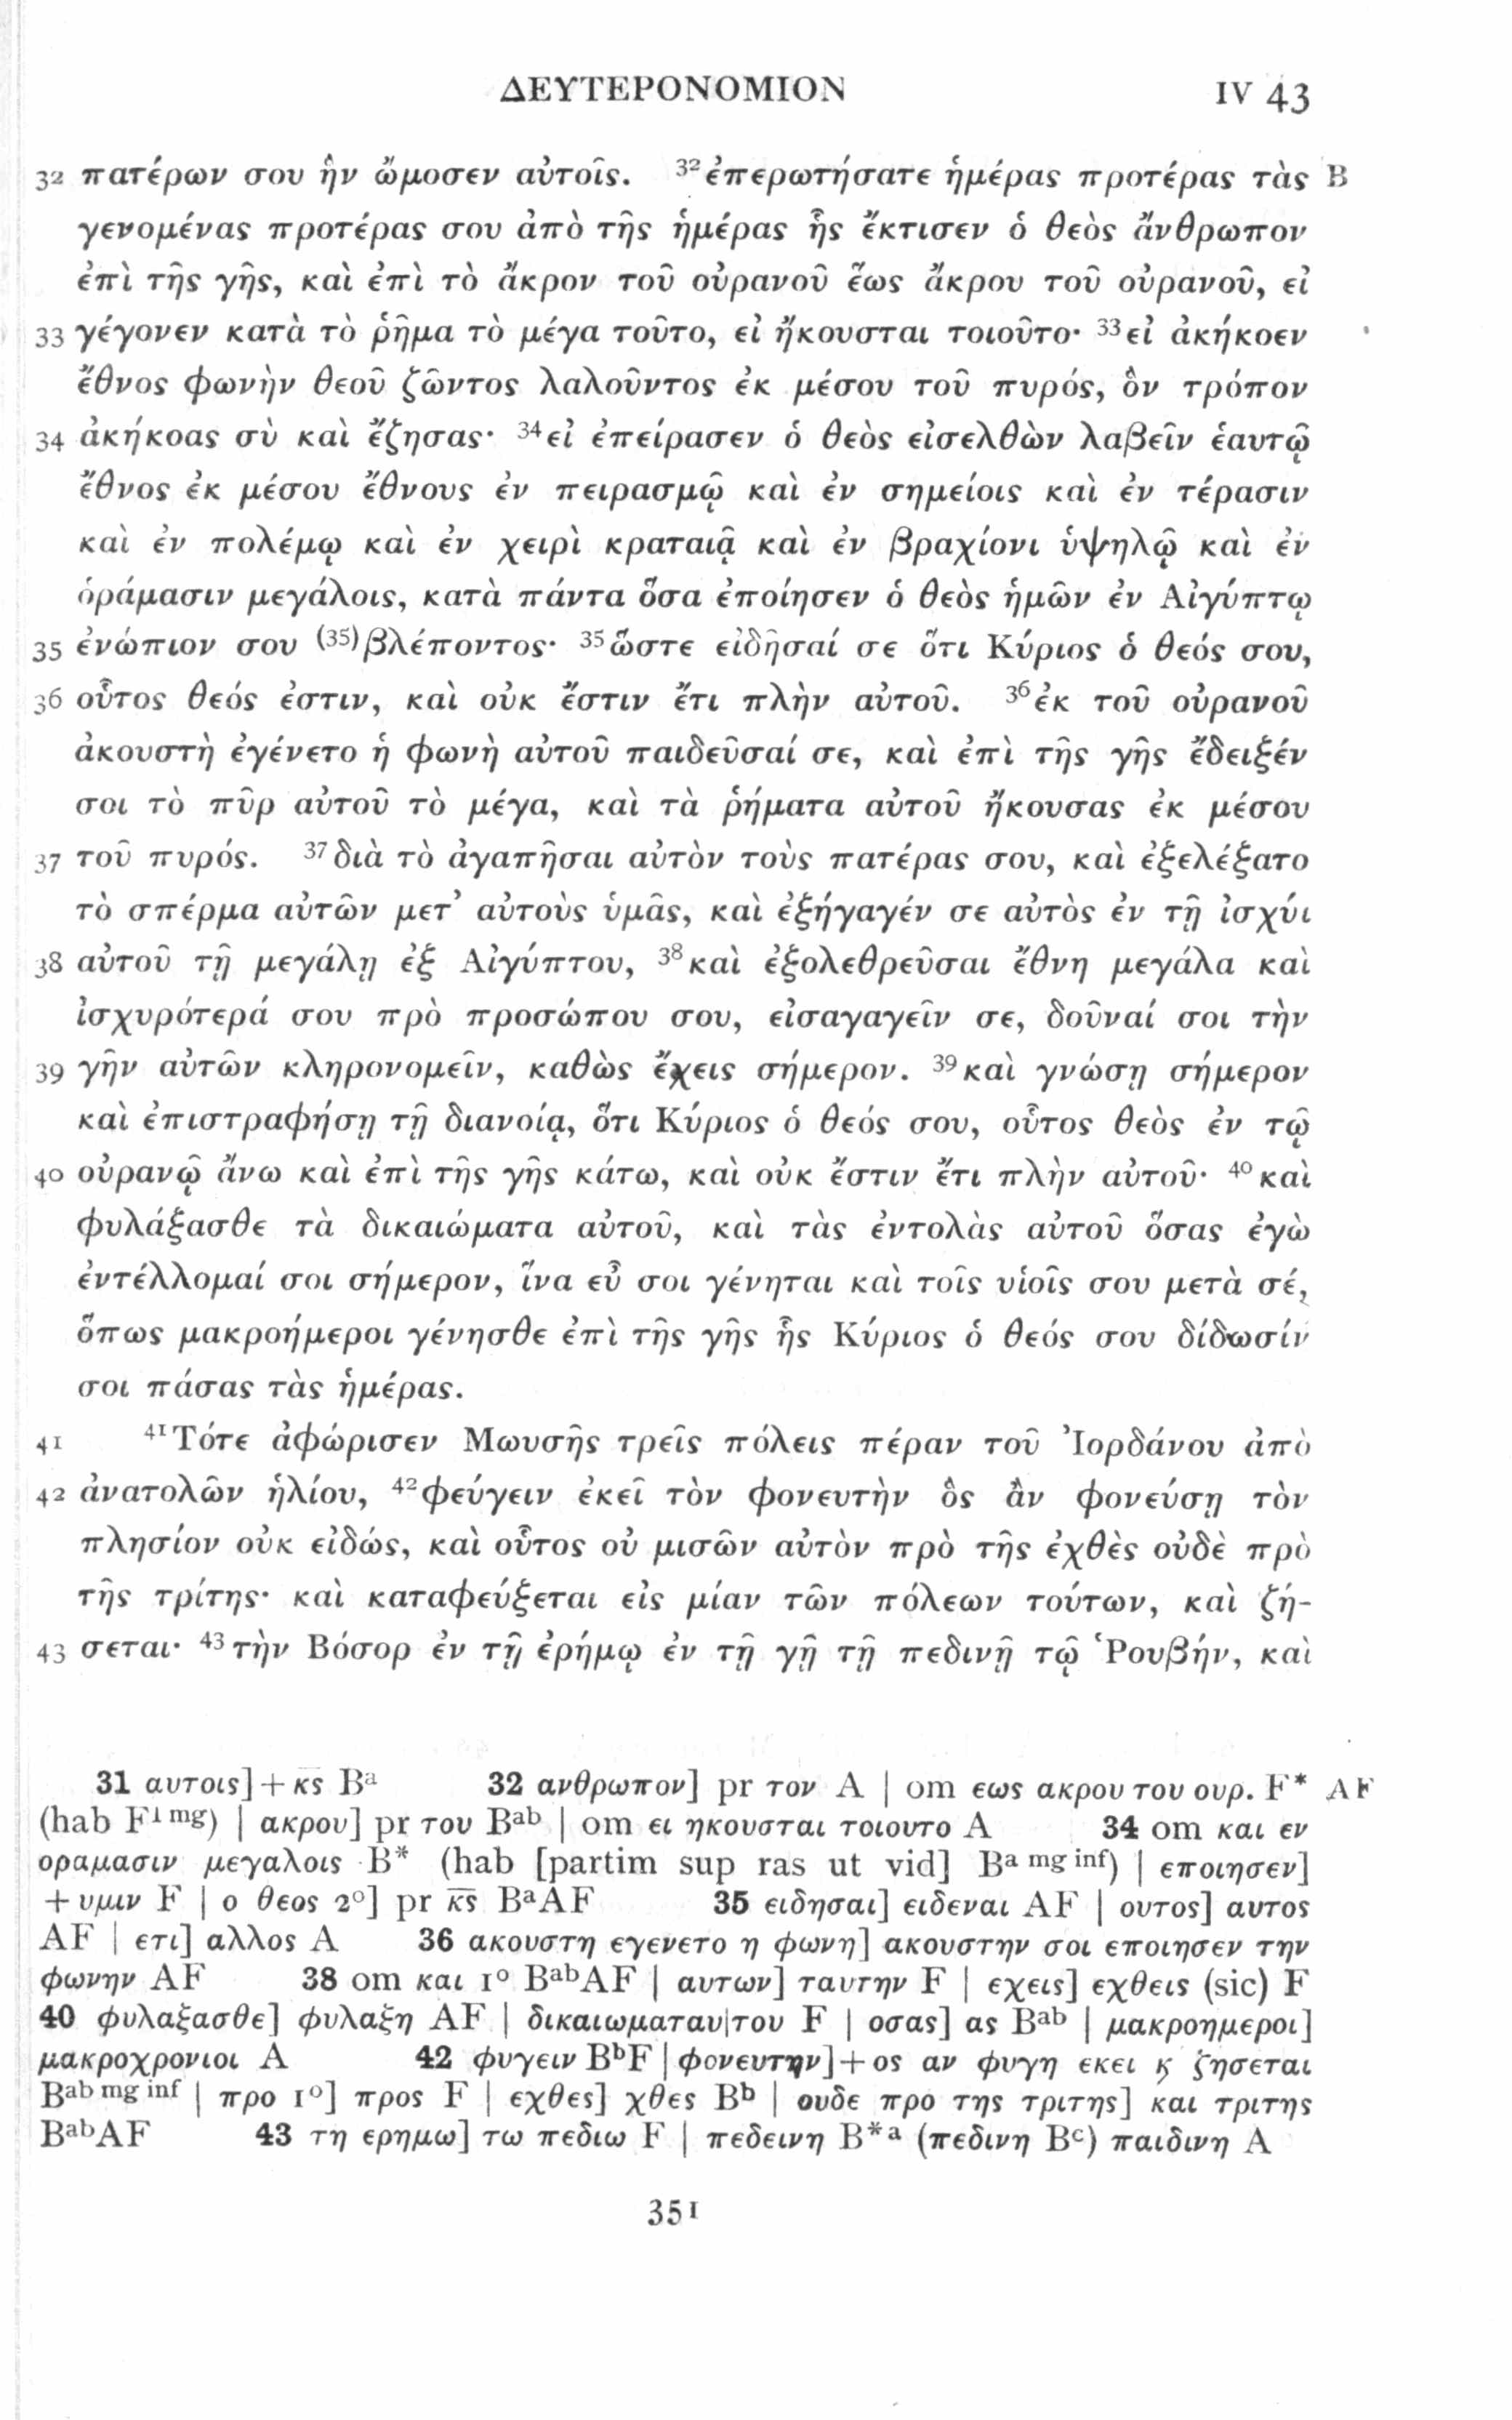 ΔΕΥΤΕΡΟΝΟΜΙΟΝ IV 43
32 πατέρων σου ἣν ὤμοσεν αὐτοῖς. ³²ἐπερωτήσατε ἡμέρας προτέρας τὰς B
γενομένας προτέρας σου ἀπὸ τῆς ἡμέρας ἧς ἔκτισεν ὁ θεὸς ἄνθρωπον
ἐπὶ τῆς γῆς, καὶ ἐπὶ τὸ ἄκρον τοῦ οὐρανοῦ ἕως ἄκρου τοῦ οὐρανοῦ, εἰ
33 γέγονεν κατὰ τὸ ῥῆμα τὸ μέγα τοῦτο, εἰ ἤκουσται τοιοῦτο· ³³εἰ ἀκήκοεν
ἔθνος φωνὴν θεοῦ ζῶντος λαλοῦντος ἐκ μέσου τοῦ πυρός, ὃν τρόπον
34 ἀκήκοας σὺ καὶ ἔζησας· ³⁴εἰ ἐπείρασεν ὁ θεὸς εἰσελθὼν λαβεῖν ἑαυτῷ
ἔθνος ἐκ μέσου ἔθνους ἐν πειρασμῷ καὶ ἐν σημείοις καὶ ἐν τέρασιν
καὶ ἐν πολέμῳ καὶ ἐν χειρὶ κραταιᾷ καὶ ἐν βραχίονι ὑψηλῷ καὶ ἐν
ὁράμασιν μεγάλοις, κατὰ πάντα ὅσα ἐποίησεν ὁ θεὸς ἡμῶν ἐν Αἰγύπτῳ
35 ἐνώπιον σου ⁽³⁵⁾βλέποντος· ³⁵ὥστε εἰδῆσαί σε ὅτι Κύριος ὁ θεός σου,
36 οὗτος θεός ἐστιν, καὶ οὐκ ἔστιν ἔτι πλὴν αὐτοῦ. ³⁶ἐκ τοῦ οὐρανοῦ
ἀκουστὴ ἐγένετο ἡ φωνὴ αὐτοῦ παιδεῦσαί σε, καὶ ἐπὶ τῆς γῆς ἔδειξέν
σοι τὸ πῦρ αὐτοῦ τὸ μέγα, καὶ τὰ ῥήματα αὐτοῦ ἤκουσας ἐκ μέσου
37 τοῦ πυρός. ³⁷διὰ τὸ ἀγαπῆσαι αὐτὸν τοὺς πατέρας σου, καὶ ἐξελέξατο
τὸ σπέρμα αὐτῶν μετ᾽ αὐτοὺς ὑμᾶς, καὶ ἐξήγαγέν σε αὐτὸς ἐν τῇ ἰσχύι
38 αὐτοῦ τῇ μεγάλῃ ἐξ Αἰγύπτου, ³⁸καὶ ἐξολεθρεῦσαι ἔθνη μεγάλα καὶ
ἰσχυρότερά σου πρὸ προσώπου σου, εἰσαγαγεῖν σε, δοῦναί σοι τὴν
39 γῆν αὐτῶν κληρονομεῖν, καθὼς ἔχεις σήμερον. ³⁹καὶ γνώσῃ σήμερον
καὶ ἐπιστραφήσῃ τῇ διανοίᾳ, ὅτι Κύριος ὁ θεός σου, οὗτος θεὸς ἐν τῷ
40 οὐρανῷ ἄνω καὶ ἐπὶ τῆς γῆς κάτω, καὶ οὐκ ἔστιν ἔτι πλὴν αὐτοῦ· ⁴⁰καὶ
φυλάξασθε τὰ δικαιώματα αὐτοῦ, καὶ τὰς ἐντολὰς αὐτοῦ ὅσας ἐγὼ
ἐντέλλομαί σοι σήμερον, ἵνα εὖ σοι γένηται καὶ τοῖς υἱοῖς σου μετὰ σέ,
ὅπως μακροήμεροι γένησθε ἐπὶ τῆς γῆς ἧς Κύριος ὁ θεός σου δίδωσίν
σοι πάσας τὰς ἡμέρας.
41 ⁴¹Τότε ἀφώρισεν Μωυσῆς τρεῖς πόλεις πέραν τοῦ Ἰορδάνου ἀπὸ
42 ἀνατολῶν ἡλίου, ⁴²φεύγειν ἐκεῖ τὸν φονευτὴν ὃς ἂν φονεύσῃ τὸν
πλησίον οὐκ εἰδώς, καὶ οὗτος οὐ μισῶν αὐτὸν πρὸ τῆς ἐχθὲς οὐδὲ πρὸ
τῆς τρίτης· καὶ καταφεύξεται εἰς μίαν τῶν πόλεων τούτων, καὶ ζή-
43 σεται· ⁴³τὴν Βόσορ ἐν τῇ ἐρήμῳ ἐν τῇ γῇ τῇ πεδινῇ τῷ Ῥουβήν, καὶ
31 αυτοις] + κς Bᵃ 32 ανθρωπον] pr τον A | om εως ακρου του ουρ. F* AF
(hab F¹ᵐᵍ) | ακρου] pr του Bᵃᵇ | om ει ηκουσται τοιουτο A 34 om και εν
οραμασιν μεγαλοις B* (hab [partim sup ras ut vid] Bᵃ ᵐᵍ ⁱⁿᶠ) | εποιησεν]
+ υμιν F | ο θεος 2°] pr κ̅ς̅ BᵃAF 35 ειδησαι] ειδεναι AF | ουτος] αυτος
AF | ετι] αλλος A 36 ακουστη εγενετο η φωνη] ακουστην σοι εποιησεν την
φωνην AF 38 om και 1° BᵃᵇAF | αυτων] ταυτην F | εχεις] εχθεις (sic) F
40 φυλαξασθε] φυλαξη AF | δικαιωματαυ|του F | οσας] ας Bᵃᵇ | μακροημεροι]
μακροχρονιοι A 42 φυγειν BᵇF | φονευτην] + ος αν φυγη εκει ϗ ζησεται
Bᵃᵇ ᵐᵍ ⁱⁿᶠ | προ 1°] προς F | εχθες] χθες Bᵇ | ουδε προ της τριτης] και τριτης
BᵃᵇAF 43 τη ερημω] τω πεδιω F | πεδεινη B*ᵃ (πεδινη Bᶜ) παιδινη A
351